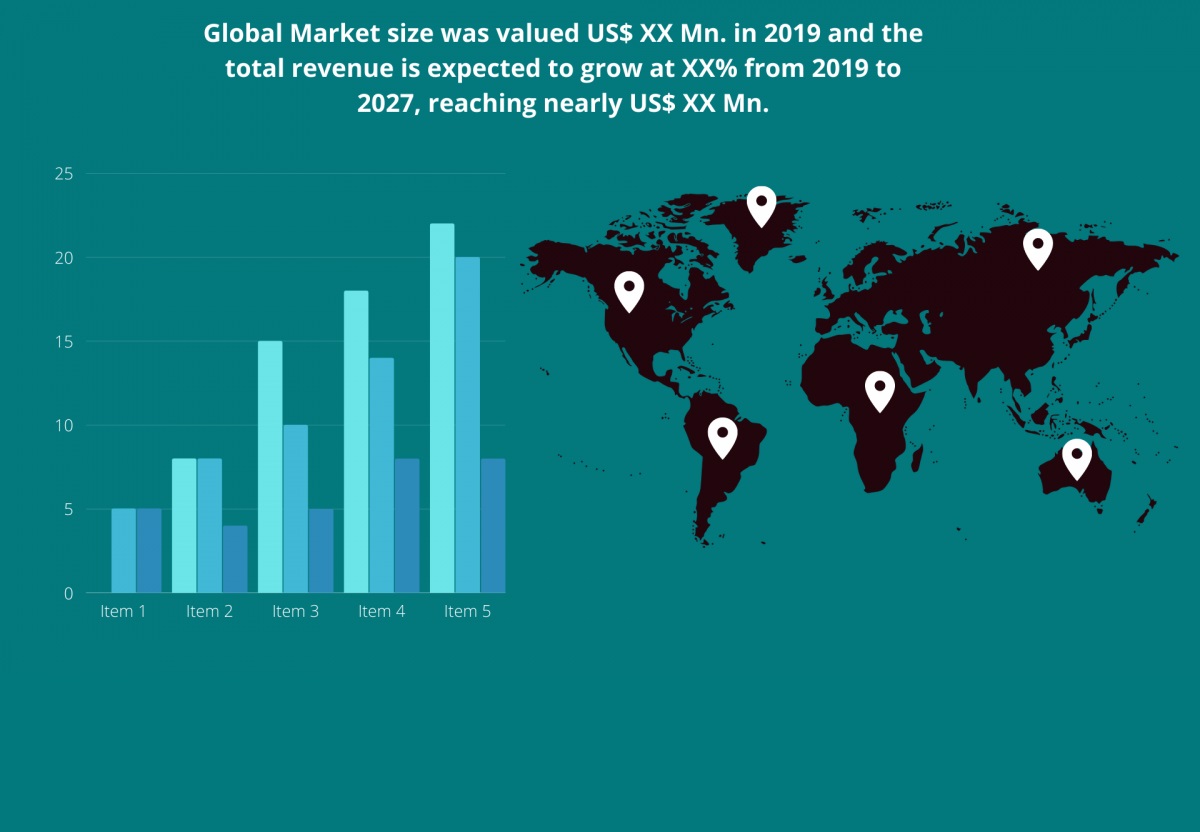 Global Market size was valued US$ XX Mn. in 2019 and the
total revenue is expected to grow at XX% from 2019 to
2027, reaching nearly US$ XX Mn.
25
20
15
10
5
0
Item 1
Item 2
Item 3
Item 4
Item 5